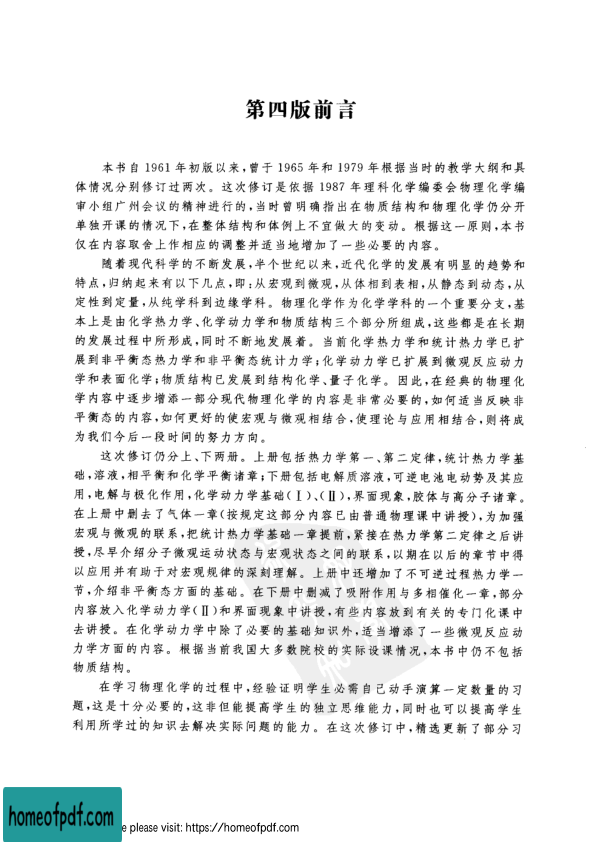 第四版前言
本书自 1961 年初版以来,曾于 1965 年和 1979 年根据当时的教学大纲和具
体情况分别修订过两次。这次修订是依据 1987 年理科化学编委会物理化学编
审小组广州会议的精神进行的,当时曾明确指出在物质结构和物理化学仍分开
单独开课的情况下,在整体结构和体例上不宜做大的变动。根据这一原则,本书
仅在内容取舍上作相应的调整并适当地增加了一些必要的内容。
随着现代科学的不断发展,半个世纪以来,近代化学的发展有明显的趋势和
特点,归纳起来有以下几点,即:从宏观到微观,从体相到表相,从静态到动态,从
定性到定量,从纯学科到边缘学科。物理化学作为化学学科的一个重要分支,基
本上是由化学热力学、化学动力学和物质结构三个部分所组成,这些都是在长期
的发展过程中所形成,同时不断地发展着。当前化学热力学和统计热力学已扩
展到非平衡态热力学和非平衡态统计力学;化学动力学已扩展到微观反应动力
学和表面化学;物质结构已发展到结构化学、量子化学。因此,在经典的物理化
学内容中逐步增添一部分现代物理化学的内容是非常必要的,如何适当反映非
平衡态的内容,如何更好的使宏观与微观相结合,使理论与应用相结合,则将成
为我们今后一段时间的努力方向。
这次修订仍分上、下两册。上册包括热力学第一、第二定律,统计热力学基
础,溶液,相平衡和化学平衡诸章;下册包括电解质溶液,可逆电池电动势及其应
用,电解与极化作用,化学动力学基础(Ⅰ)、(Ⅱ),界面现象,胶体与高分子诸章。
在上册中删去了气体一章(按规定这部分内容已由普通物理课中讲授),为加强
宏观与微观的联系,把统计热力学基础一章提前,紧接在热力学第二定律之后讲
授,尽早介绍分子微观运动状态与宏观状态之间的联系,以期在以后的章节中得
以应用并有助于对宏观规律的深刻理解。上册中还增加了不可逆过程热力学一
节,介绍非平衡态方面的基础。在下册中删减了吸附作用与多相催化一章,部分
内容放入化学动力学(Ⅱ)和界面现象中讲授,有些内容放到有关的专门化课中
去讲授。在化学动力学中除了必要的基础知识外,适当增添了一些微观反应动
力学方面的内容。根据当前我国大多数院校的实际设课情况,本书中仍不包括
物质结构。
在学习物理化学的过程中,经验证明学生必需自己动手演算一定数量的习
题,这是十分必要的,这非但能提高学生的独立思维能力,同时也可以提高学生
利用所学过的知识去解决实际问题的能力。在这次修订中,精选更新了部分习
homeofpdf.com
e please visit: https://homeofpdf.com